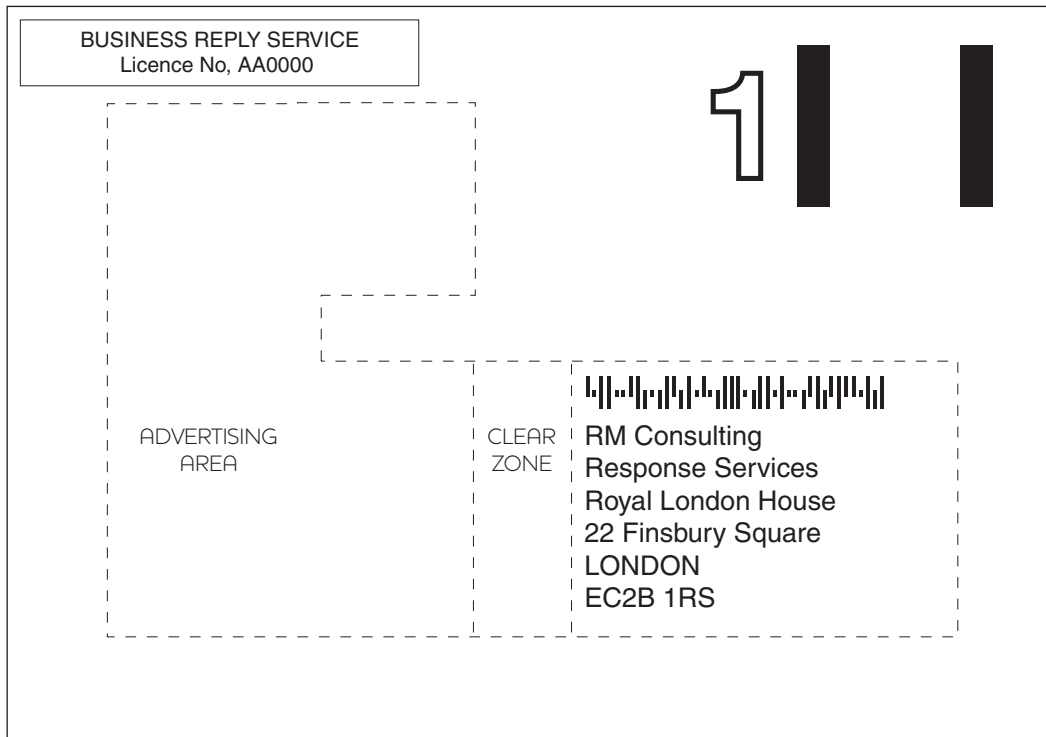 BUSINESS REPLY SERVICE
Licence No, AA0000
1
ADVERTISING
AREA
CLEAR
ZONE
RM Consulting
Response Services
Royal London House
22 Finsbury Square
LONDON
EC2B 1RS